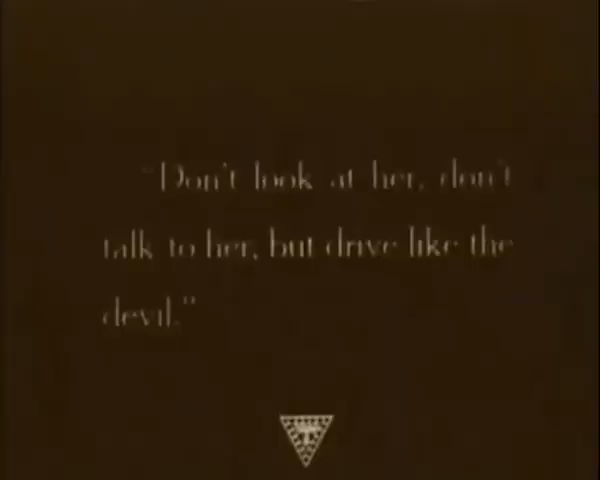 "Don't look at her, don't
talk to her, but drive like the
devil."